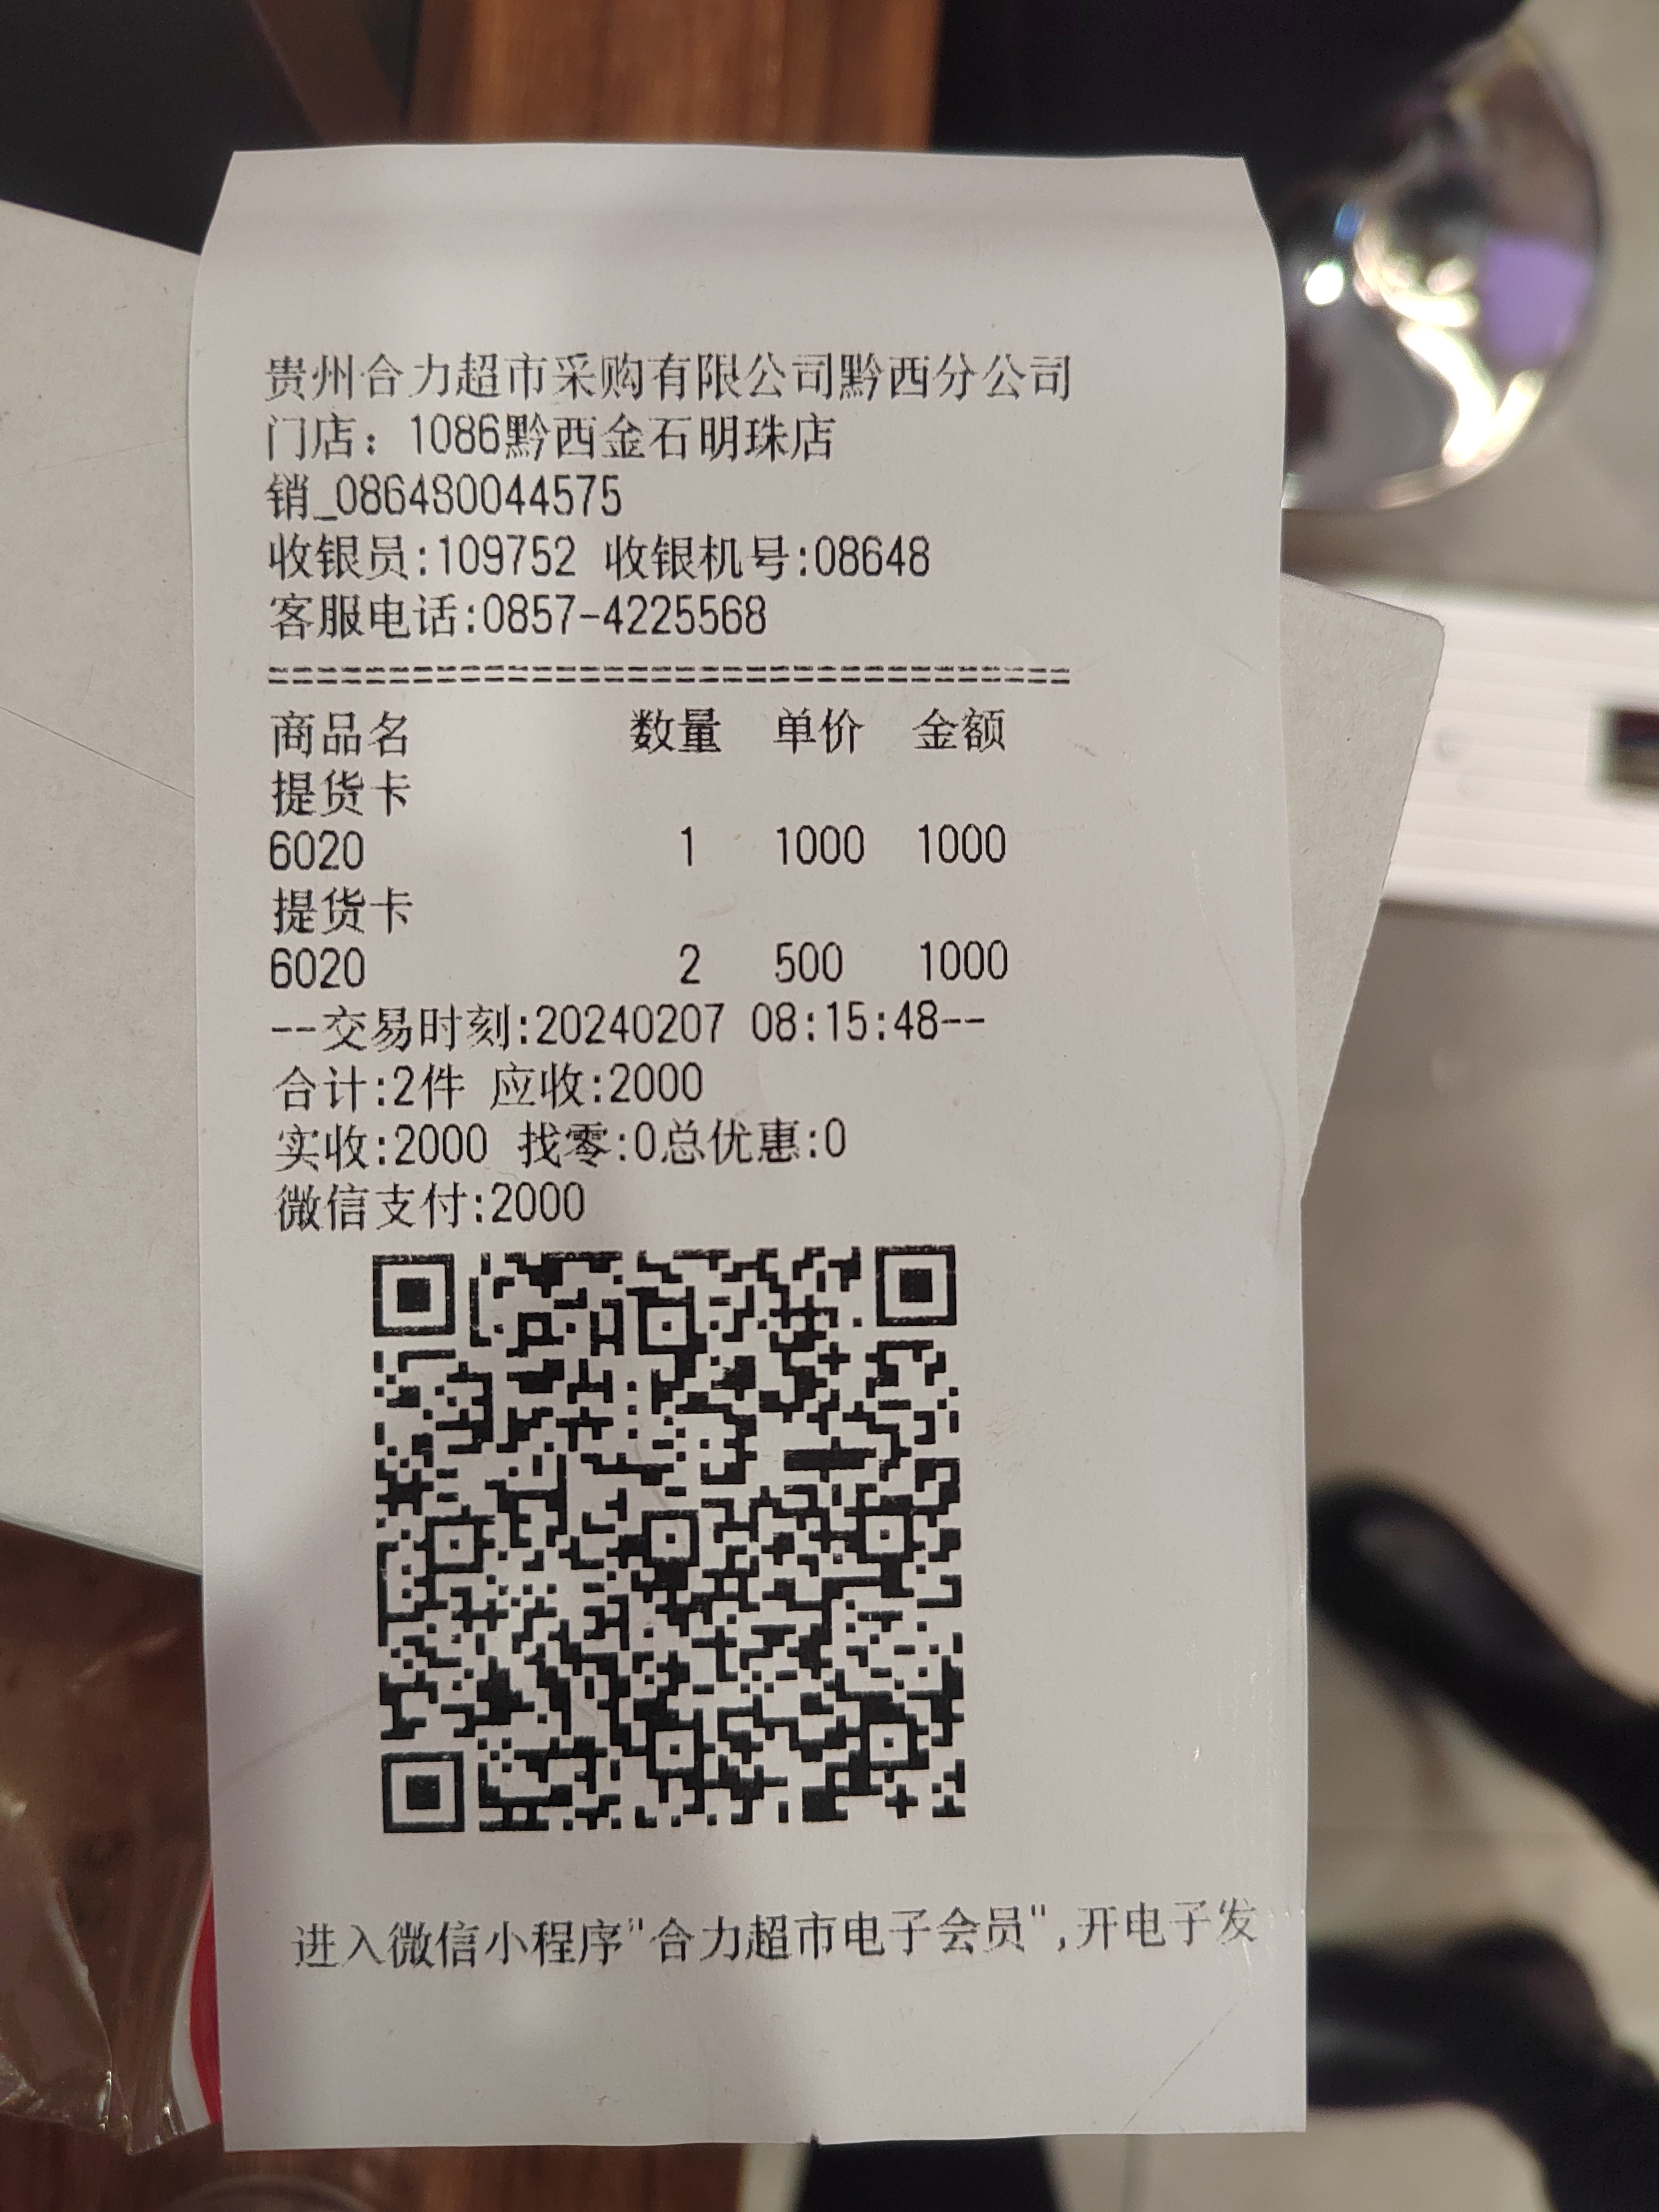 贵州合力超市采购有限公司黔西分公司
门店：1086黔西金石明珠店
销_086480044575
收银员:109752 收银机号:08648
客服电话:0857-4225568
==================================
商品名 数量 单价 金额
提货卡
6020 1 1000 1000
提货卡
6020 2 500 1000
--交易时刻:20240207 08:15:48--
合计:2件 应收:2000
实收:2000 找零:0总优惠:0
微信支付:2000
进入微信小程序"合力超市电子会员",开电子发